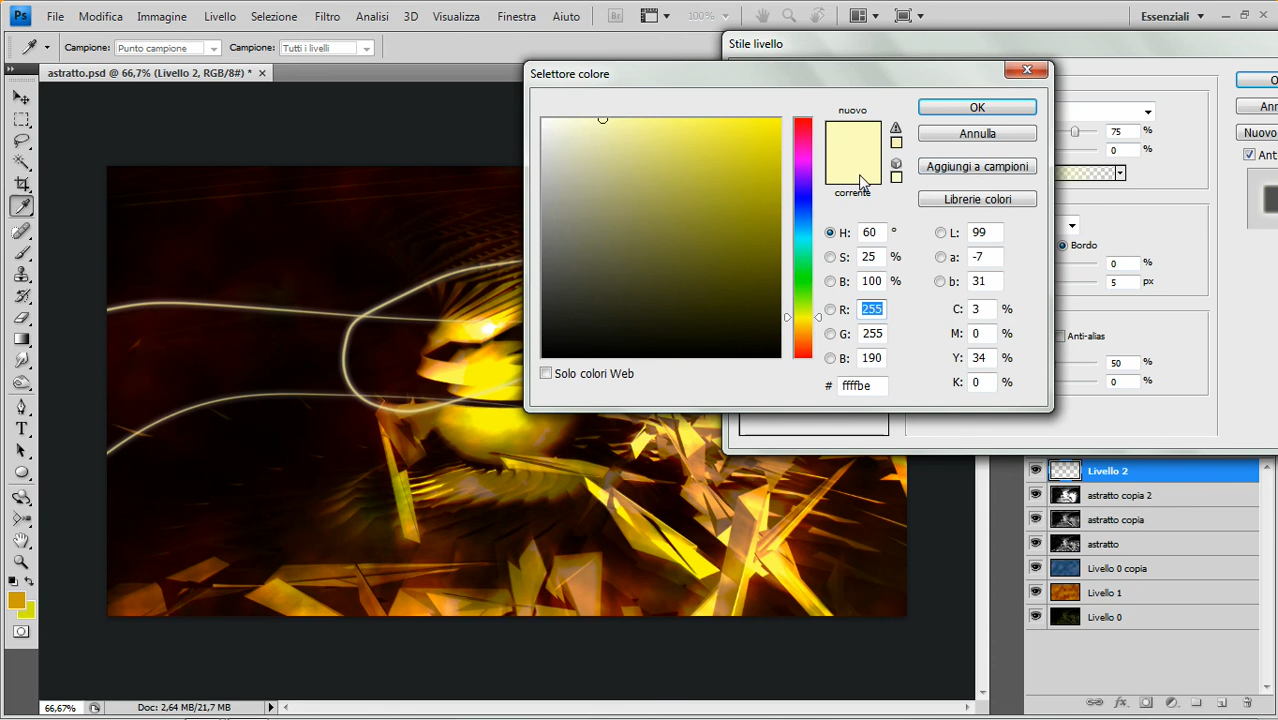 Ps File Modifica Immagine Livello Selezione Filtro Analisi 3D Visualizza Finestra Aiuto Br 100% Essenziali
Campione: Punto campione Campione: Tutti i livelli
Stile livello
astratto.psd @ 66,7% (Livello 2, RGB/8#) *
Selettore colore
nuovo
corrente
OK
Annulla
Aggiungi a campioni
Librerie colori
H: 60 °
S: 25 %
B: 100 %
R: 255
G: 255
B: 190
# ffffbe
L: 99
a: -7
b: 31
C: 3 %
M: 0 %
Y: 34 %
K: 0 %
Solo colori Web
75 %
0 %
Bordo
0 %
5 px
Anti-alias
50 %
0 %
Livello 2
astratto copia 2
astratto copia
astratto
Livello 0 copia
Livello 1
Livello 0
T
66,67% Doc: 2,64 MB/21,7 MB
fx